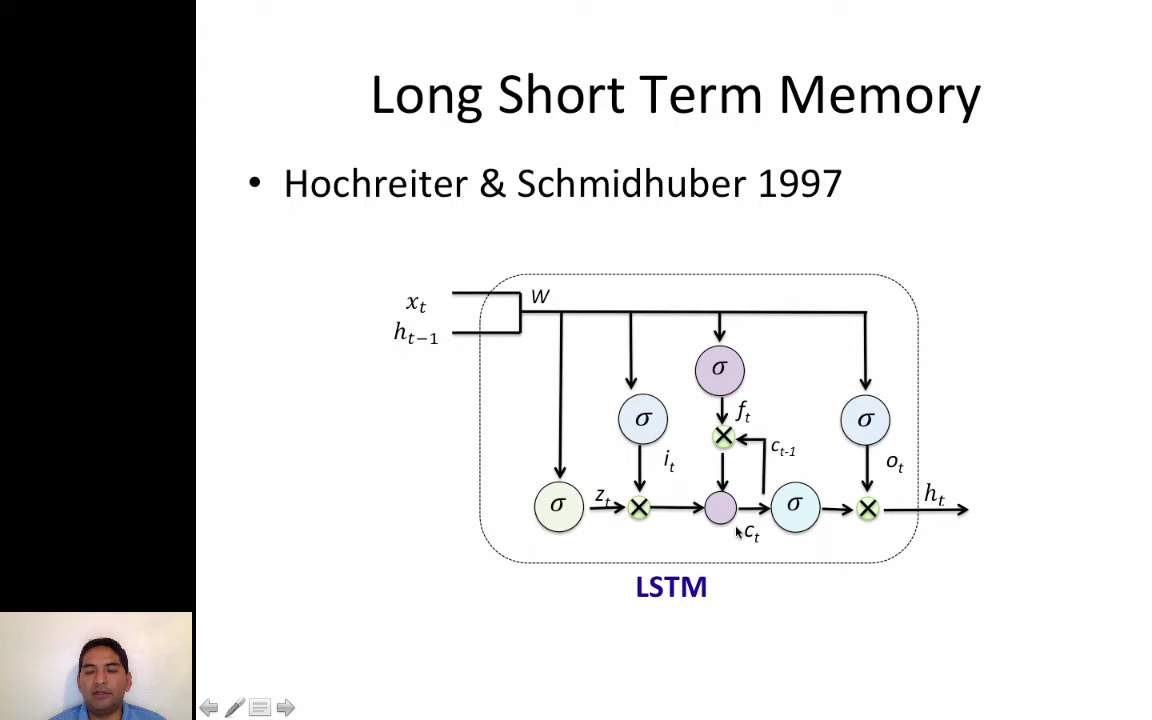 Long Short Term Memory
• Hochreiter & Schmidhuber 1997
x_t
h_{t−1}
W
σ
f_t
σ
i_t
c_{t-1}
σ
o_t
σ
z_t
c_t
σ
h_t
LSTM